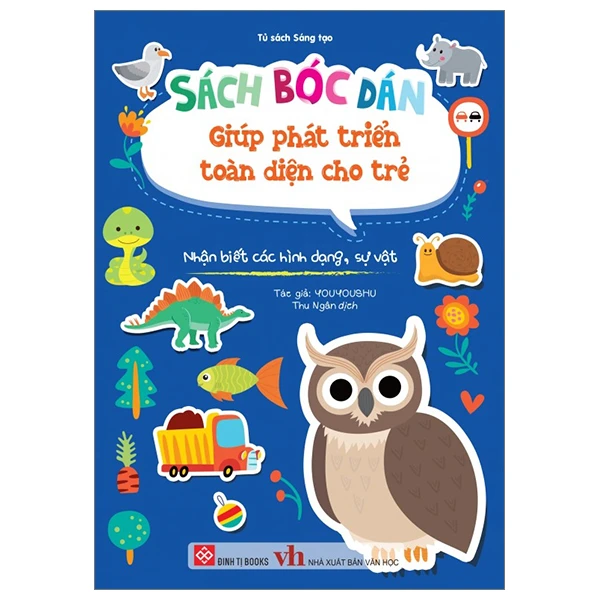 Tủ sách Sáng tạo
SÁCH BÓC DÁN
Giúp phát triển
toàn diện cho trẻ
Nhận biết các hình dạng, sự vật
Tác giả: YOUYOUSHU
Thu Ngân dịch
ĐINH TỊ BOOKS
vh NHÀ XUẤT BẢN VĂN HỌC